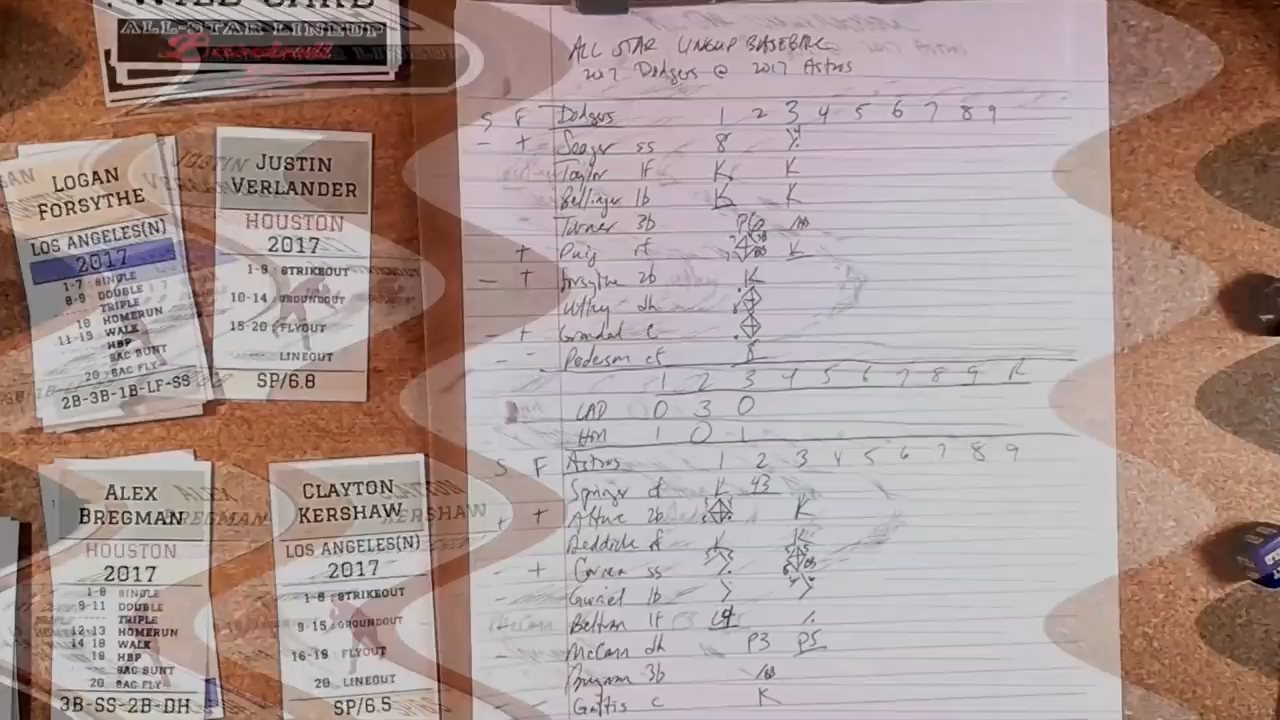 WILD CARD
ALL-STAR LINEUP
Baseball
LOGAN
FORSYTHE
LOS ANGELES(N)
2017
1-7 SINGLE
8-9 DOUBLE
TRIPLE
10 HOMERUN
11-19 WALK
HBP
SAC BUNT
20 SAC FLY
2B-3B-1B-LF-SS
JUSTIN
VERLANDER
HOUSTON
2017
1-9 STRIKEOUT
10-14 GROUNDOUT
15-20 FLYOUT
LINEOUT
SP/6.8
ALEX
BREGMAN
HOUSTON
2017
1-8 SINGLE
9-11 DOUBLE
TRIPLE
12-13 HOMERUN
14-18 WALK
19 HBP
SAC BUNT
20 SAC FLY
3B-SS-2B-DH
CLAYTON
KERSHAW
LOS ANGELES(N)
2017
1-8 STRIKEOUT
9-15 GROUNDOUT
16-19 FLYOUT
20 LINEOUT
SP/6.5
ALL STAR LINEUP BASEBALL
2017 Dodgers @ 2017 Astros
S F Dodgers 1 2 3 4 5 6 7 8 9
- + Seager ss 8
Taylor lf K K
Bellinger 1b K K
Turner 3b
+ Puig rf K
- + Forsythe 2b K
Utley dh
- + Grandal c
- - Pederson cf 8
1 2 3 4 5 6 7 8 9 R
LAD 0 3 0
HOU 1 0 1
S F Astros 1 2 3 4 5 6 7 8 9
Springer cf K 43
+ + Altuve 2b K
Reddick rf K K
- + Correa ss
- Gurriel 1b
Beltran lf L4
- McCann dh P3 P5
Bregman 3b
- - Gattis c K